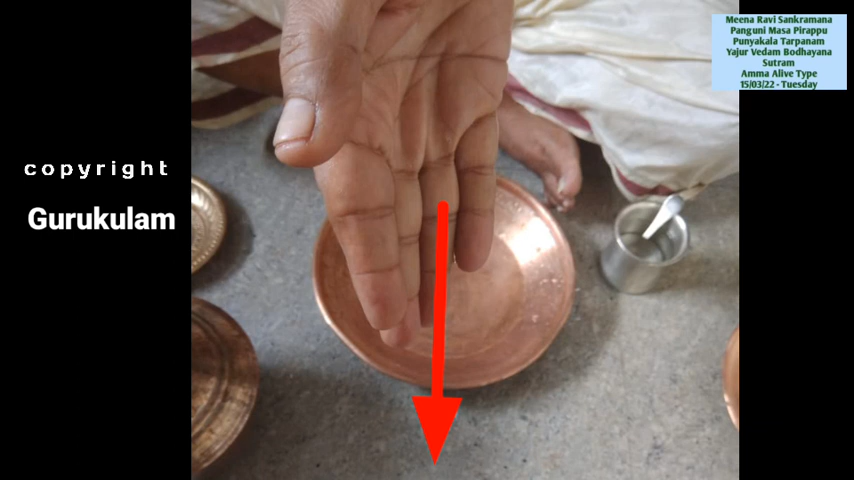 Meena Ravi Sankramana
Panguni Masa Pirappu
Punyakala Tarpanam
Yajur Vedam Bodhayana
Sutram
Amma Alive Type
15/03/22 - Tuesday
copyright
Gurukulam